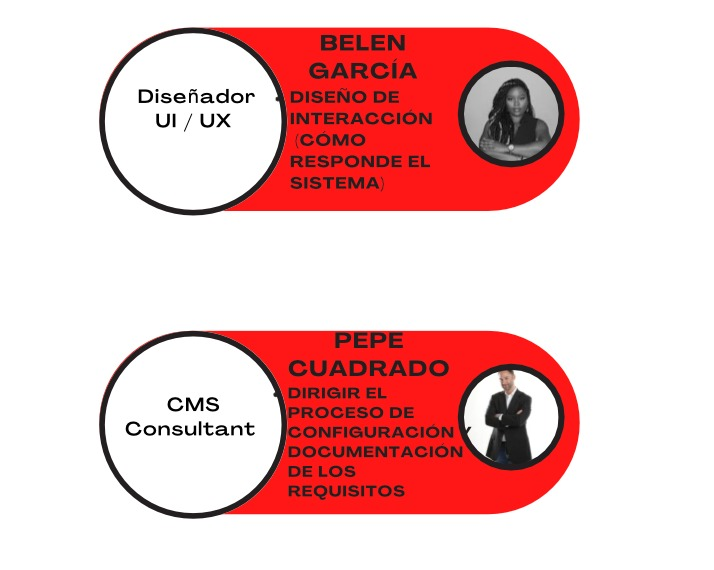 BELEN
GARCÍA
Diseñador
UI / UX
• DISEÑO DE
INTERACCIÓN
(CÓMO
RESPONDE EL
SISTEMA)
PEPE
CUADRADO
CMS
Consultant
• DIRIGIR EL
PROCESO DE
CONFIGURACIÓN Y
DOCUMENTACIÓN
DE LOS
REQUISITOS